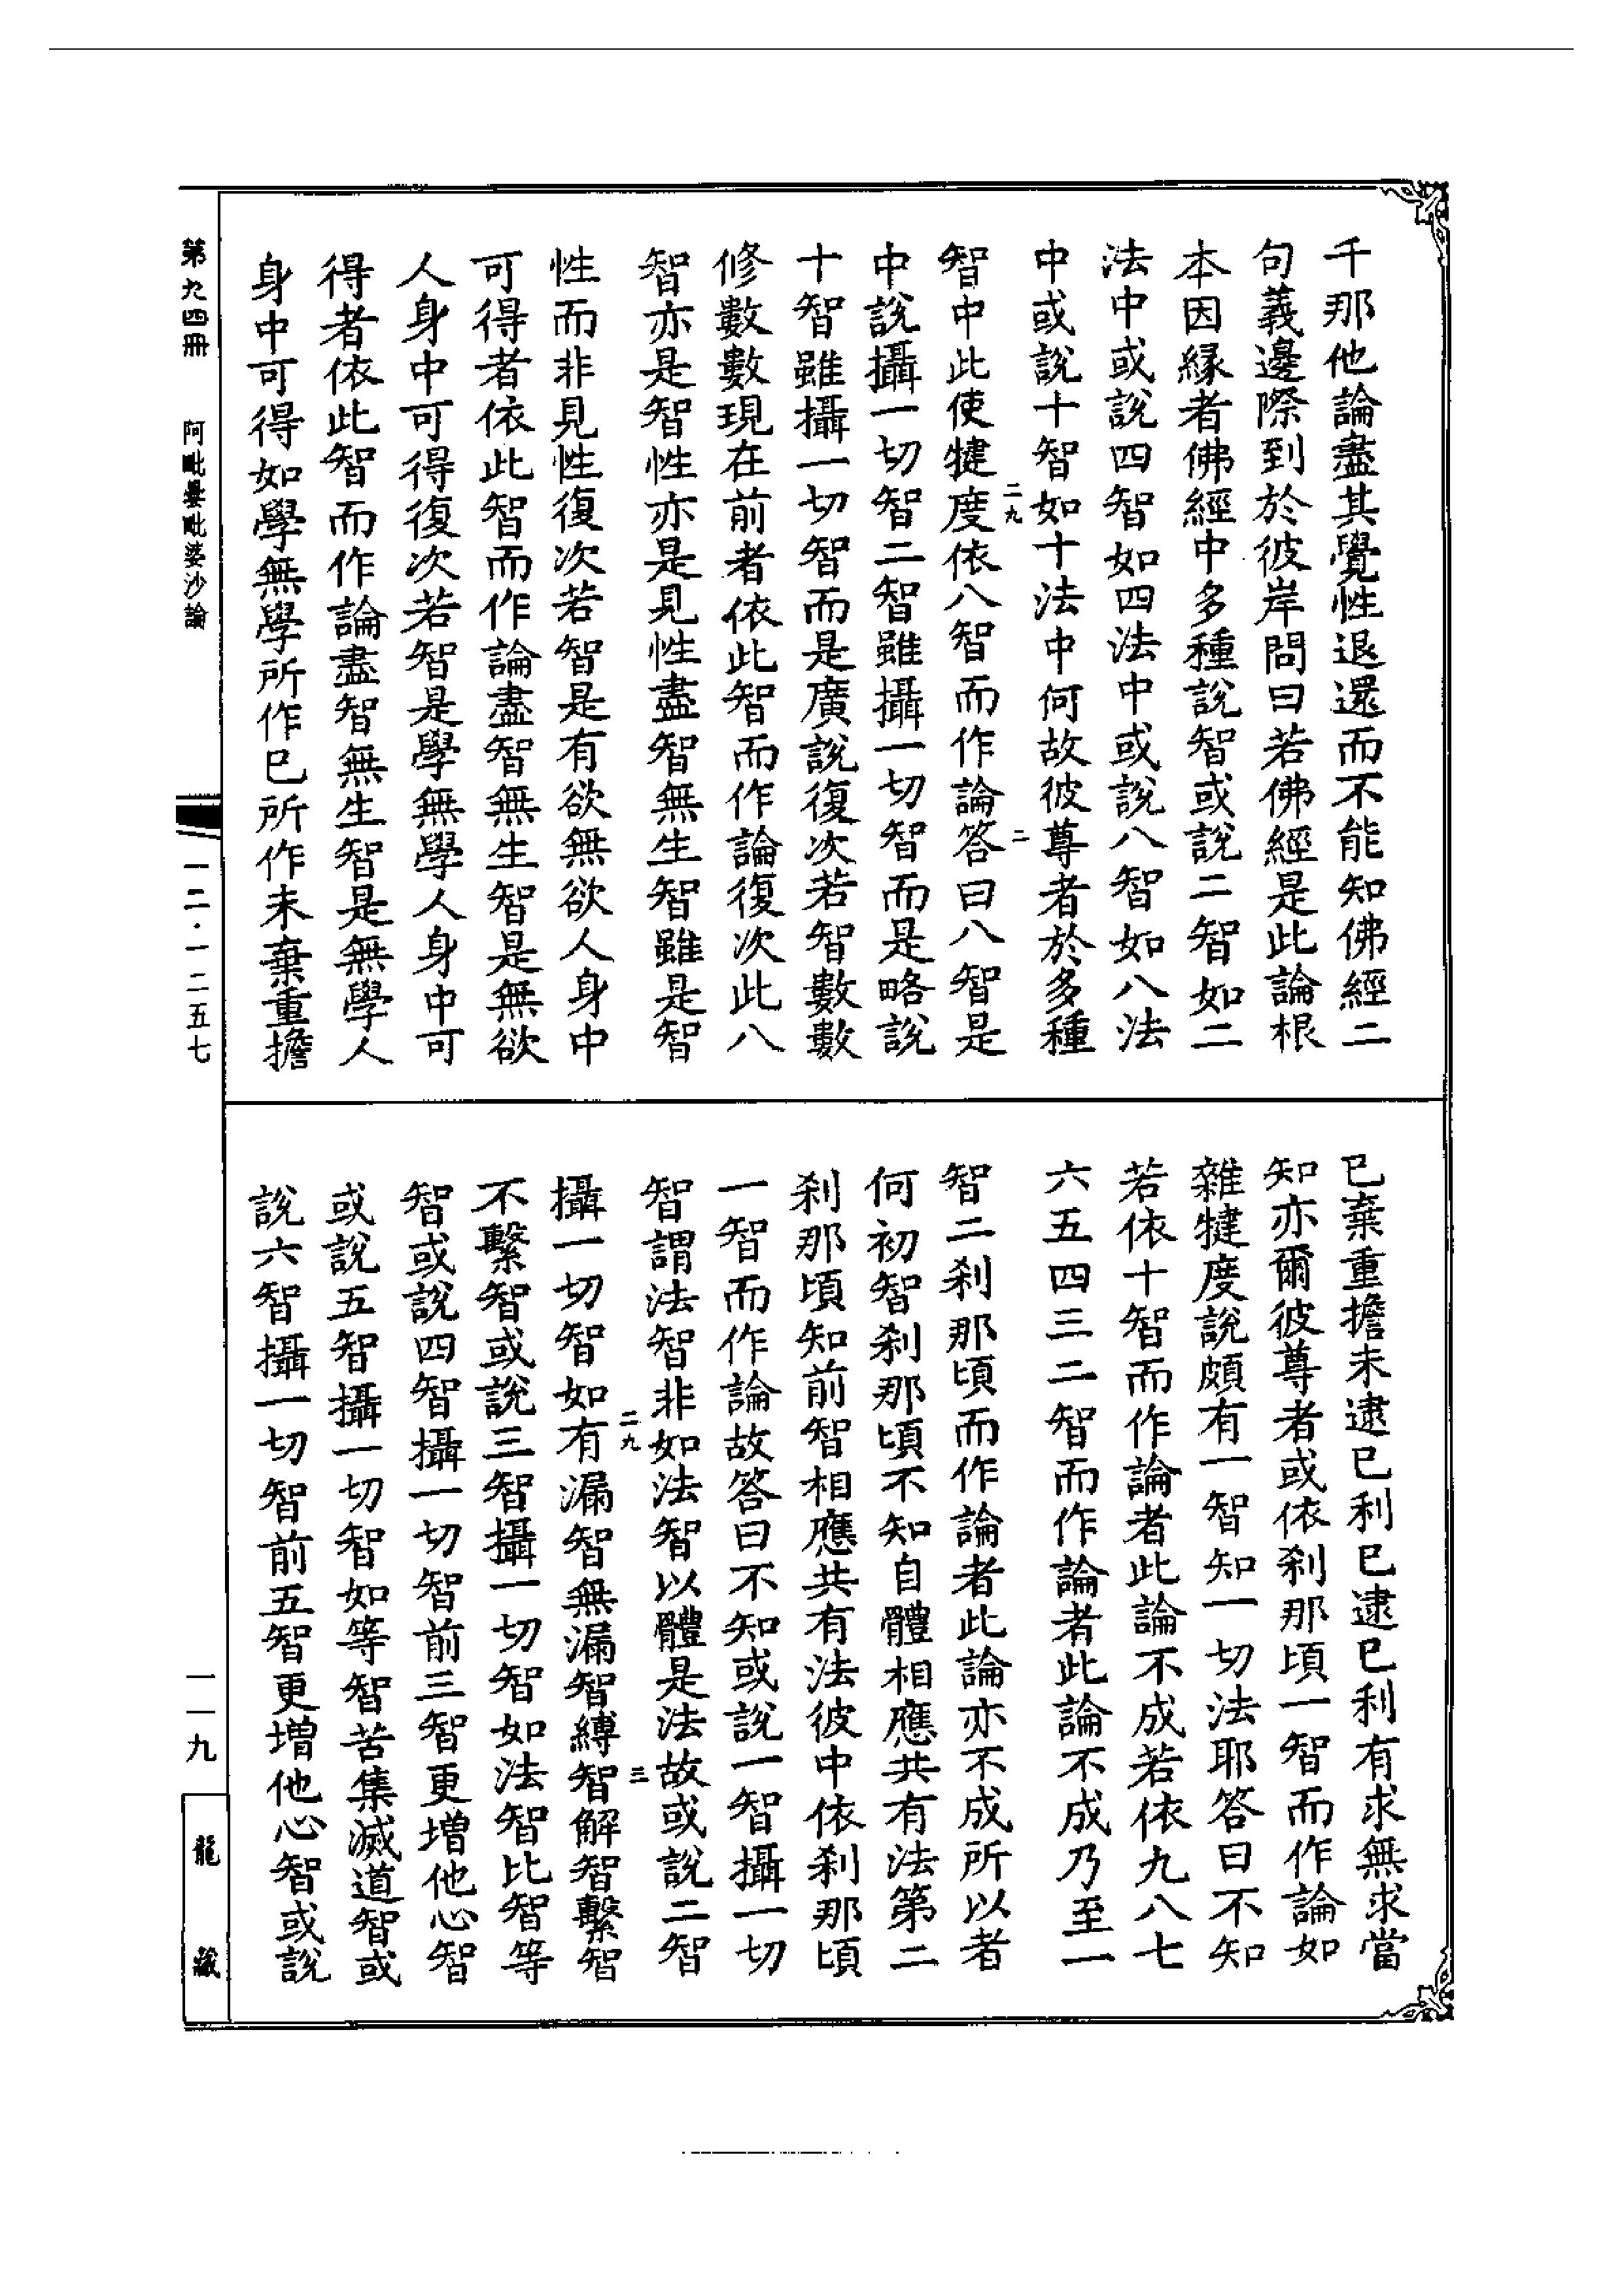 千那他論盡其覺性退還而不能知佛經二
句義邊際到於彼岸問曰若佛經是此論根
本因緣者佛經中多種說智或說二智如二
法中或說四智如四法中或說八智如八法
中或說十智如十法中何故彼尊者於多種
二九
二
智中此使犍度依八智而作論答曰八智是
中說攝一切智二智雖攝一切智而是略說
十智雖攝一切智而是廣說復次若智數數
修數數現在前者依此智而作論復次此八
智亦是智性亦是見性盡智無生智雖是智
性而非見性復次若智是有欲無欲人身中
可得者依此智而作論盡智無生智是無欲
人身中可得復次若智是學無學人身中可
得者依此智而作論盡智無生智是無學人
身中可得如學無學所作已所作未棄重擔
已棄重擔未逮已利已逮已利有求無求當
知亦爾彼尊者或依剎那頃一智而作論如
雜犍度說頗有一智知一切法耶答曰不知
若依十智而作論者此論不成若依九八七
六五四三二智而作論者此論不成乃至一
智二剎那頃而作論者此論亦不成所以者
何初智剎那頃不知自體相應共有法第二
剎那頃知前智相應共有法彼中依剎那頃
一智而作論故答曰不知或說一智攝一切
智謂法智非如法智以體是法故或說二智
二九
三
攝一切智如有漏智無漏智縛智解智繫智
不繫智或說三智攝一切智如法智比智等
智或說四智攝一切智前三智更增他心智
或說五智攝一切智如等智苦集滅道智或
說六智攝一切智前五智更增他心智或說
第九四冊
阿毗曇毗婆沙論
一二·一二五七
一一九
龍藏